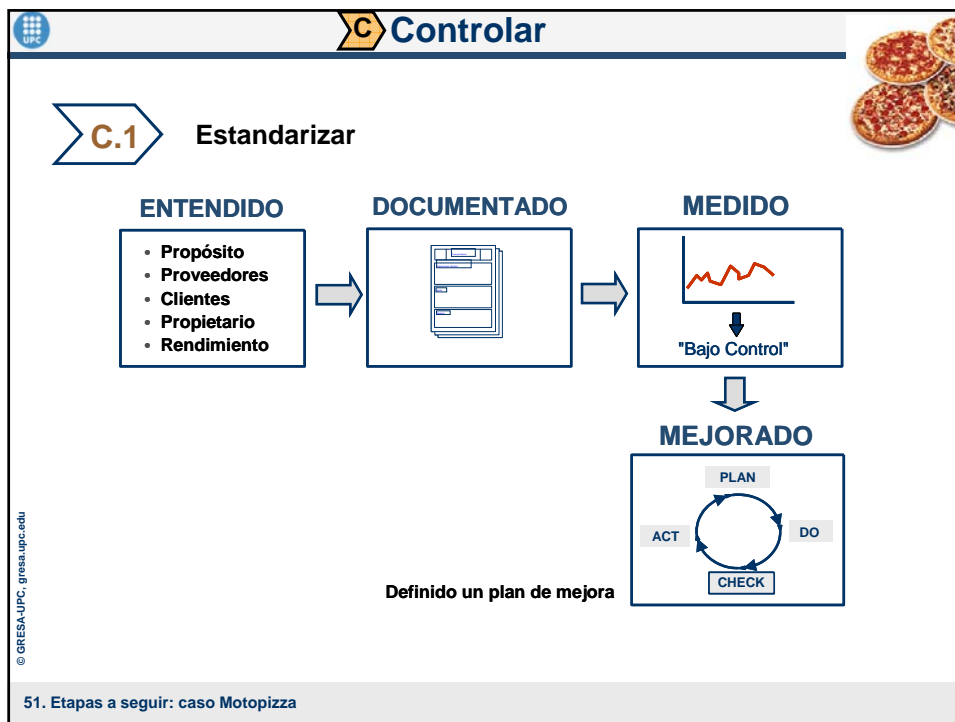 UPC
C Controlar
C.1 Estandarizar
ENTENDIDO
• Propósito
• Proveedores
• Clientes
• Propietario
• Rendimiento
DOCUMENTADO
MEDIDO
"Bajo Control"
MEJORADO
PLAN
DO
CHECK
ACT
Definido un plan de mejora
© GRESA-UPC, gresa.upc.edu
51. Etapas a seguir: caso Motopizza